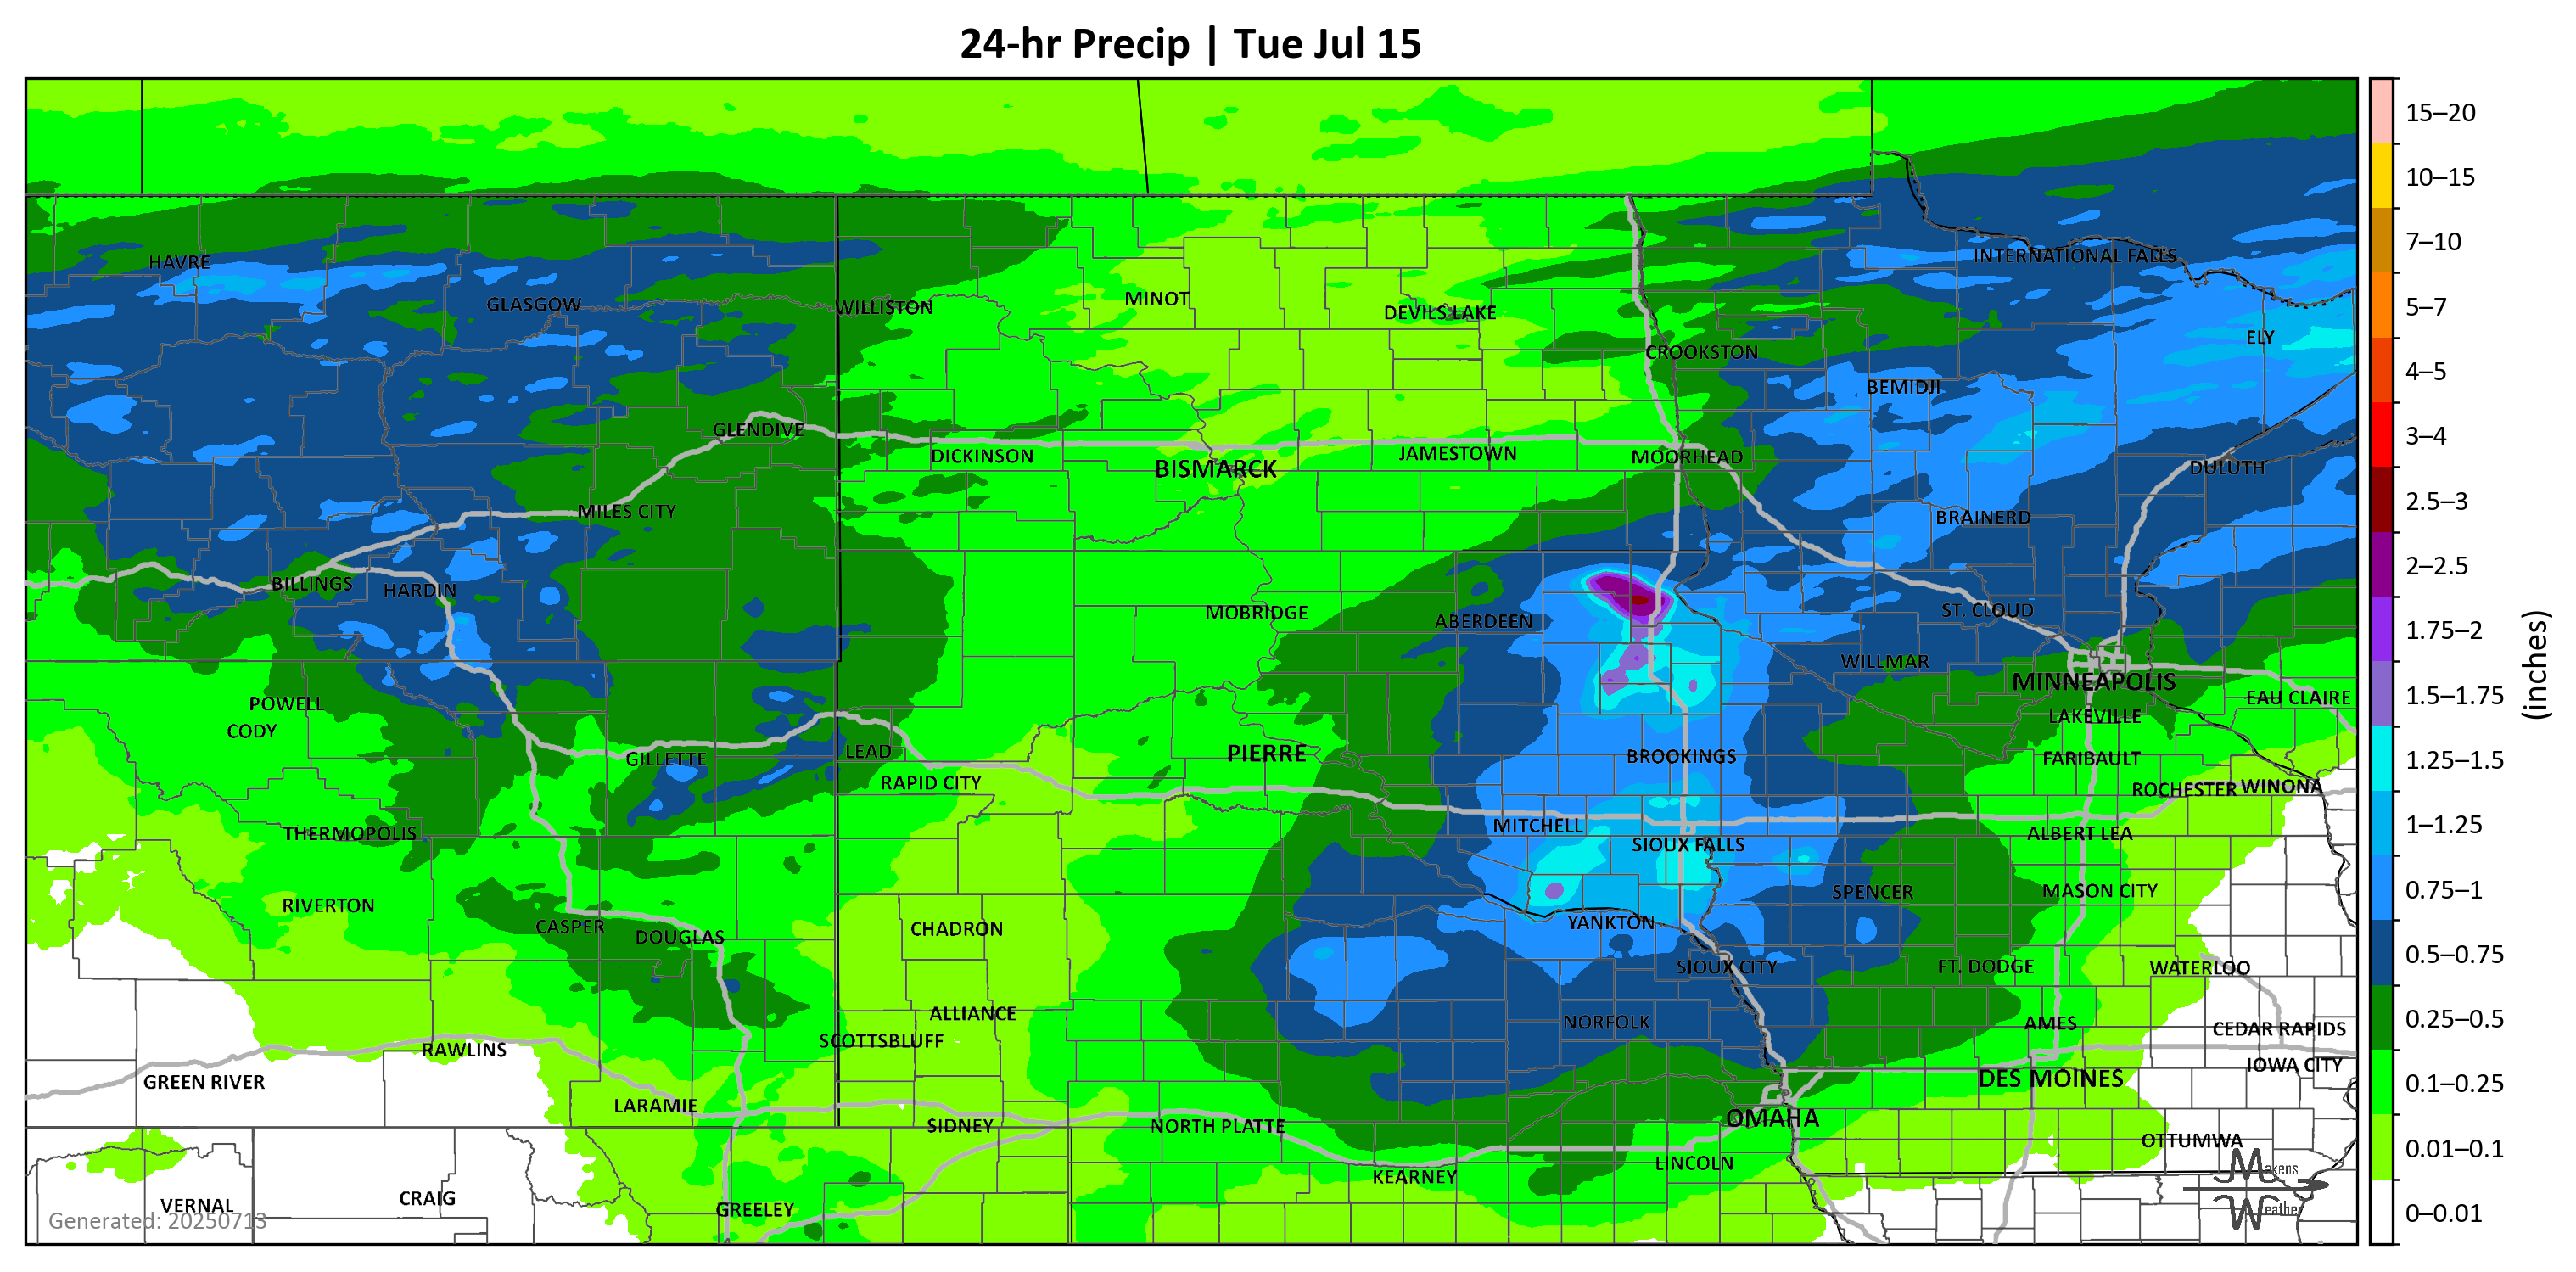 24-hr Precip | Tue Jul 15
15–20
10–15
7–10
5–7
4–5
3–4
2.5–3
2–2.5
1.75–2
1.5–1.75
1.25–1.5
1–1.25
0.75–1
0.5–0.75
0.25–0.5
0.1–0.25
0.01–0.1
0–0.01
(inches)
HAVRE
INTERNATIONAL FALLS
GLASGOW
WILLISTON
MINOT
DEVILS LAKE
ELY
CROOKSTON
BEMIDJI
GLENDIVE
DICKINSON
BISMARCK
JAMESTOWN
MOORHEAD
DULUTH
MILES CITY
BRAINERD
BILLINGS
HARDIN
MOBRIDGE
ABERDEEN
ST. CLOUD
WILLMAR
MINNEAPOLIS
POWELL
EAU CLAIRE
CODY
LAKEVILLE
GILLETTE
LEAD
PIERRE
BROOKINGS
FARIBAULT
RAPID CITY
ROCHESTER
WINONA
THERMOPOLIS
MITCHELL
ALBERT LEA
SIOUX FALLS
RIVERTON
SPENCER
MASON CITY
CASPER
DOUGLAS
CHADRON
YANKTON
SIOUX CITY
FT. DODGE
WATERLOO
ALLIANCE
NORFOLK
AMES
CEDAR RAPIDS
SCOTTSBLUFF
RAWLINS
IOWA CITY
GREEN RIVER
DES MOINES
LARAMIE
SIDNEY
NORTH PLATTE
OMAHA
OTTUMWA
LINCOLN
KEARNEY
VERNAL
CRAIG
GREELEY
Generated: 20250713
Makens
Weather